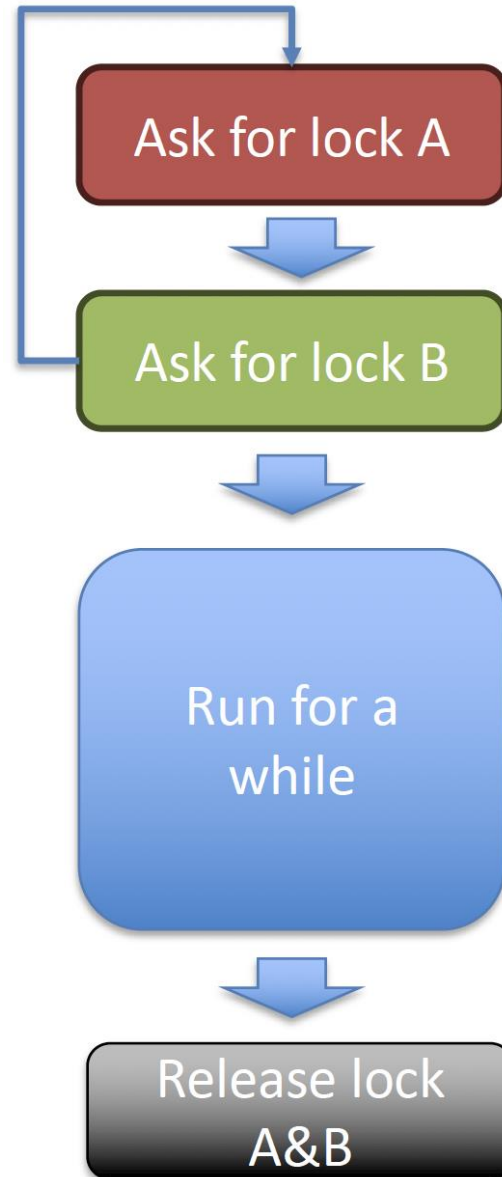 Ask for lock A
Ask for lock B
Run for a
while
Release lock
A&B